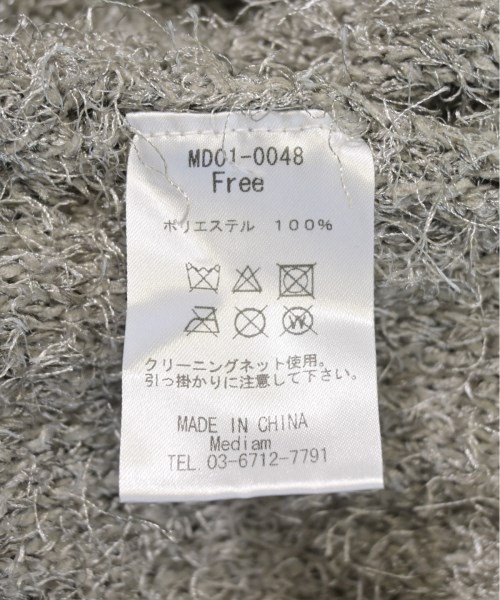 MD01-0048
Free
ポリエステル 100%
W
クリーニングネット使用。
引っ掛かりに注意して下さい。
MADE IN CHINA
Mediam
TEL. 03-6712-7791